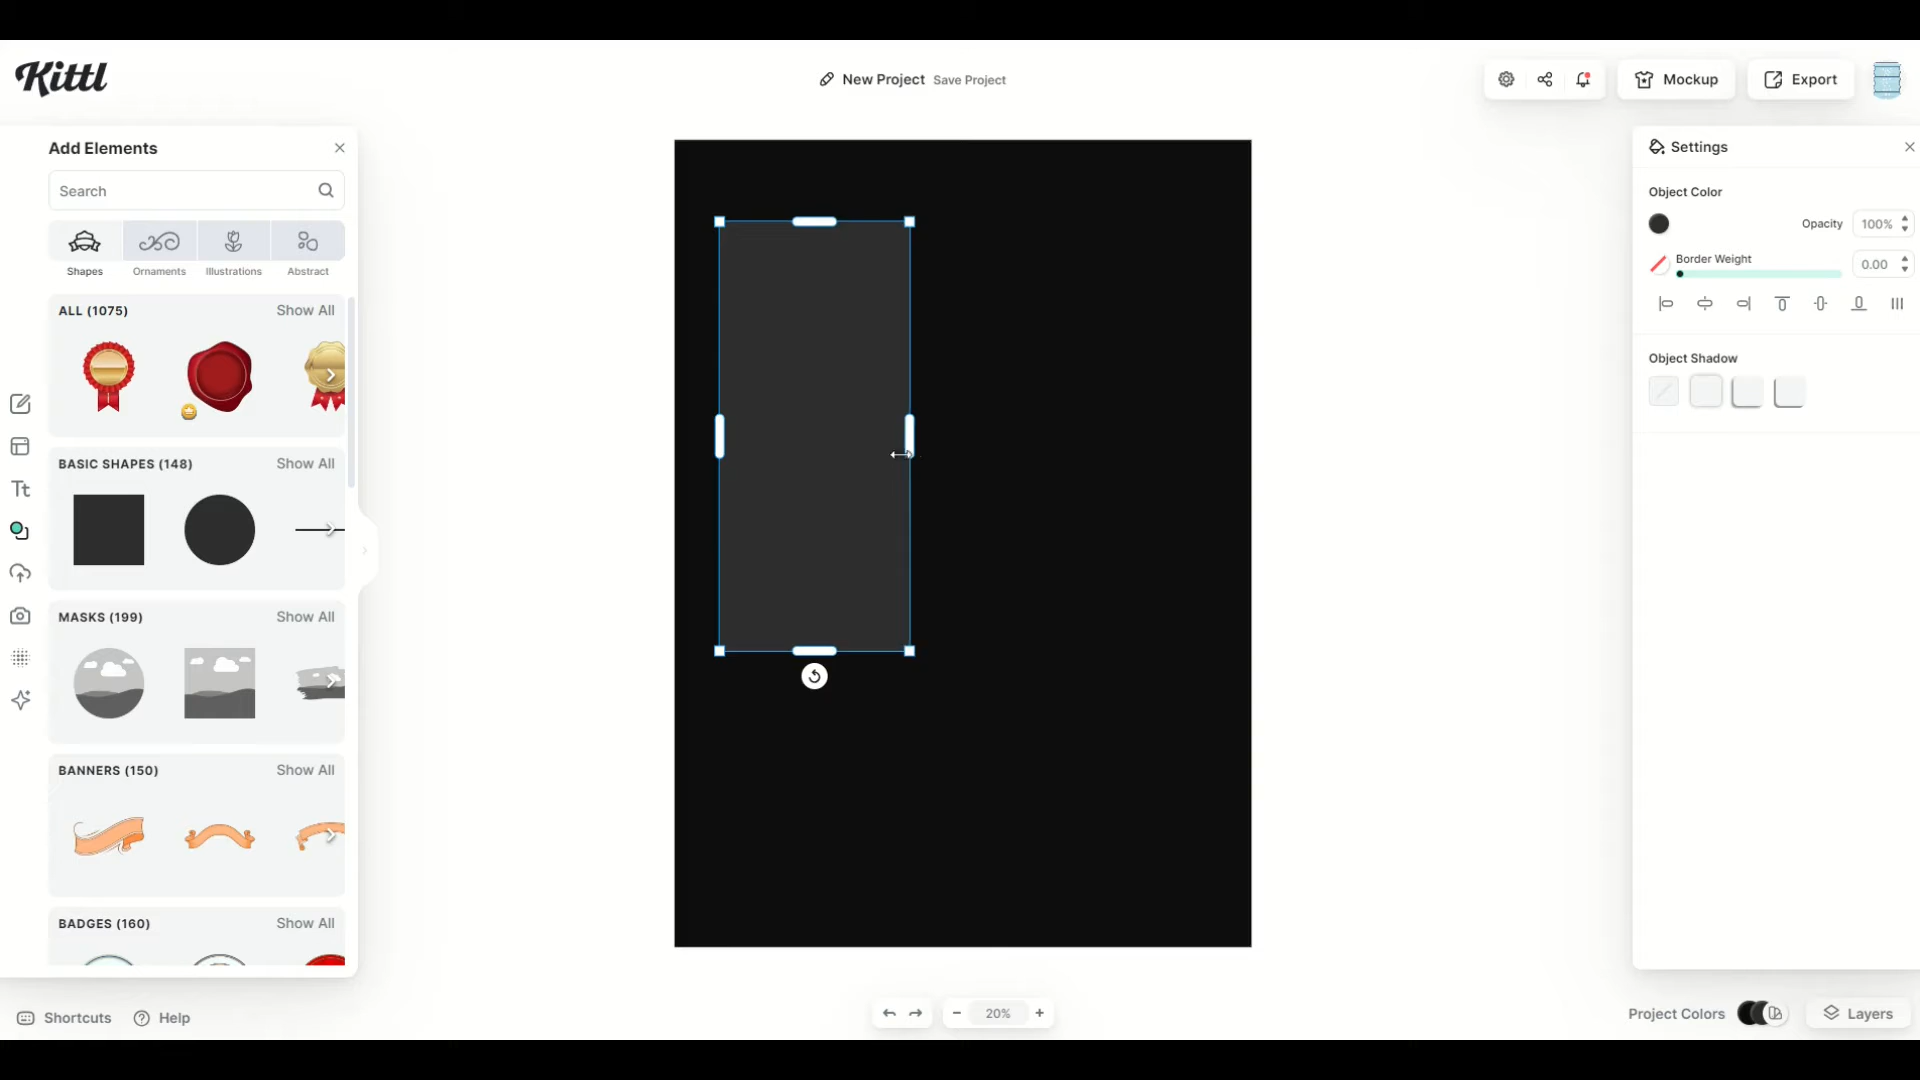 Kittl
New Project Save Project
Mockup
Export
Add Elements
Search
Shapes
Ornaments
Illustrations
Abstract
ALL (1075)
Show All
BASIC SHAPES (148)
Show All
MASKS (199)
Show All
BANNERS (150)
Show All
BADGES (160)
Show All
Tt
Shortcuts
Help
20%
Settings
Object Color
Opacity
100%
Border Weight
0.00
Object Shadow
Project Colors
Layers